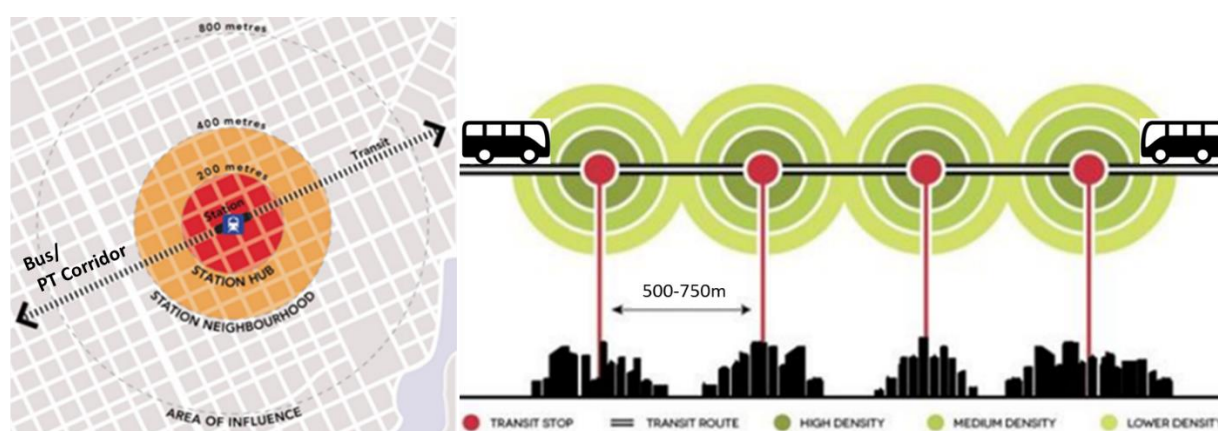 800 metres
400 metres
200 metres
Transit
Station
Bus/
PT Corridor
STATION HUB
STATION NEIGHBOURHOOD
AREA OF INFLUENCE
500-750m
TRANSIT STOP
TRANSIT ROUTE
HIGH DENSITY
MEDIUM DENSITY
LOWER DENSITY